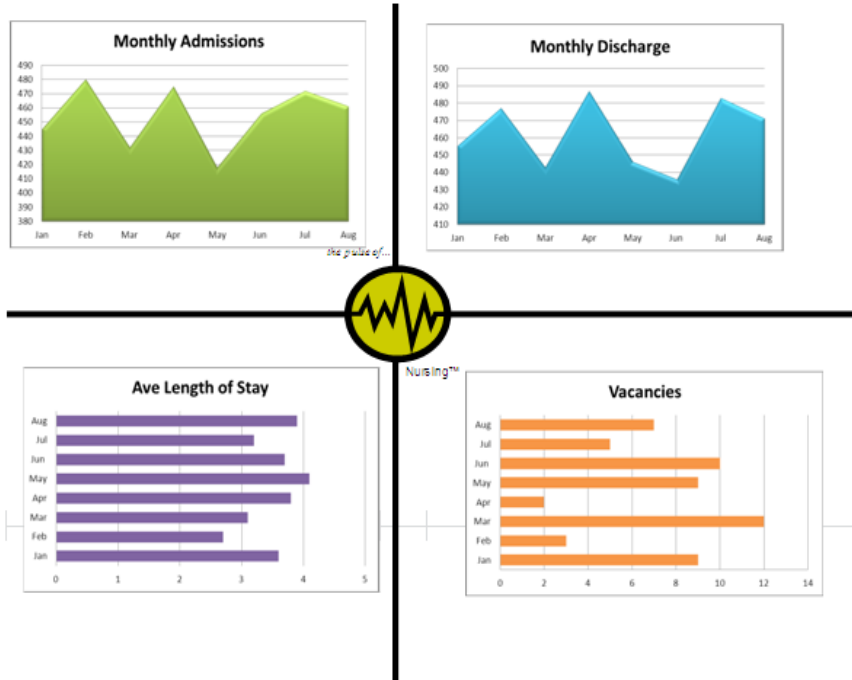 Monthly Admissions
490
480
470
460
450
440
430
420
410
400
390
380
Jan Feb Mar Apr May Jun Jul Aug
Monthly Discharge
500
490
480
470
460
450
440
430
420
410
Jan Feb Mar Apr May Jun Jul Aug
the pulse of...
Nursing™
Ave Length of Stay
Aug
Jul
Jun
May
Apr
Mar
Feb
Jan
0 1 2 3 4 5
Vacancies
Aug
Jul
Jun
May
Apr
Mar
Feb
Jan
0 2 4 6 8 10 12 14